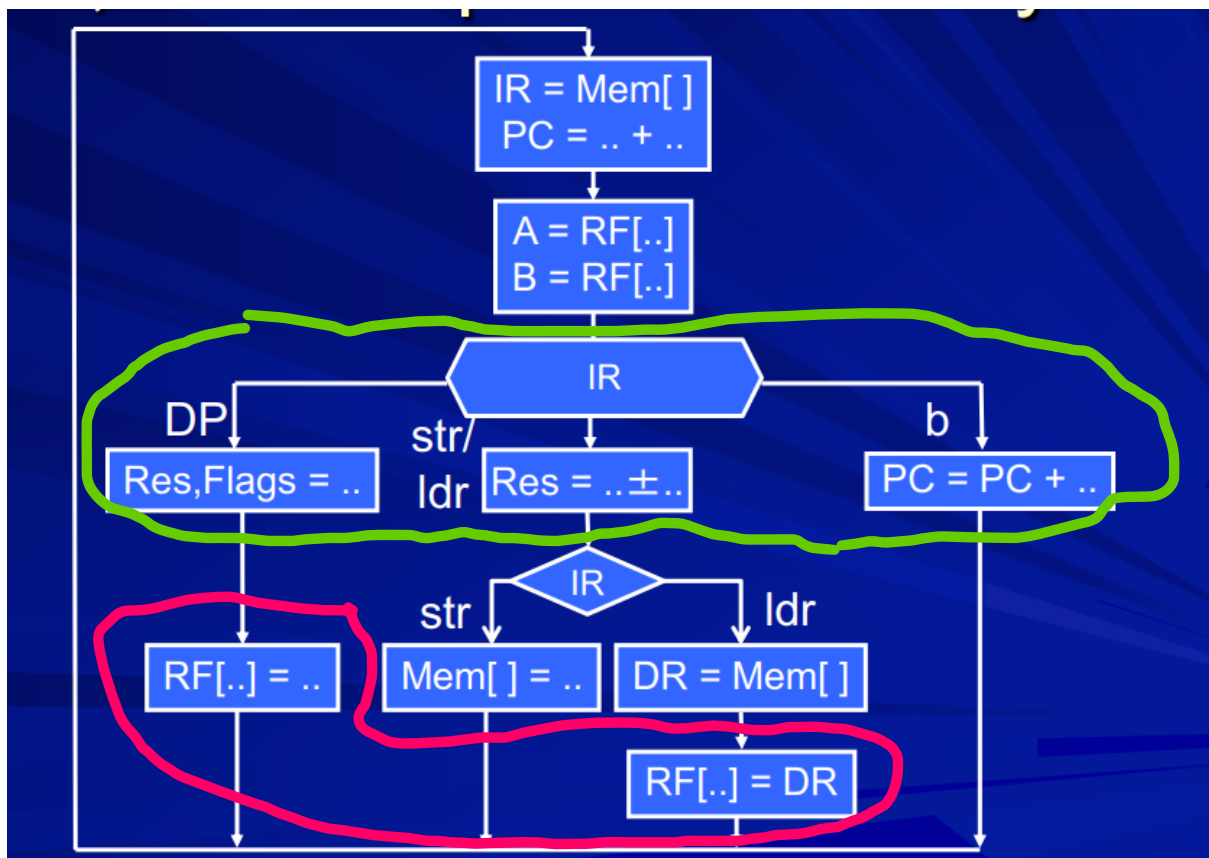 IR = Mem[ ]
PC = .. + ..
A = RF[..]
B = RF[..]
IR
DP
str/
ldr
b
Res,Flags = ..
Res = ..±..
PC = PC + ..
IR
str
ldr
RF[..] = ..
Mem[ ] = ..
DR = Mem[ ]
RF[..] = DR